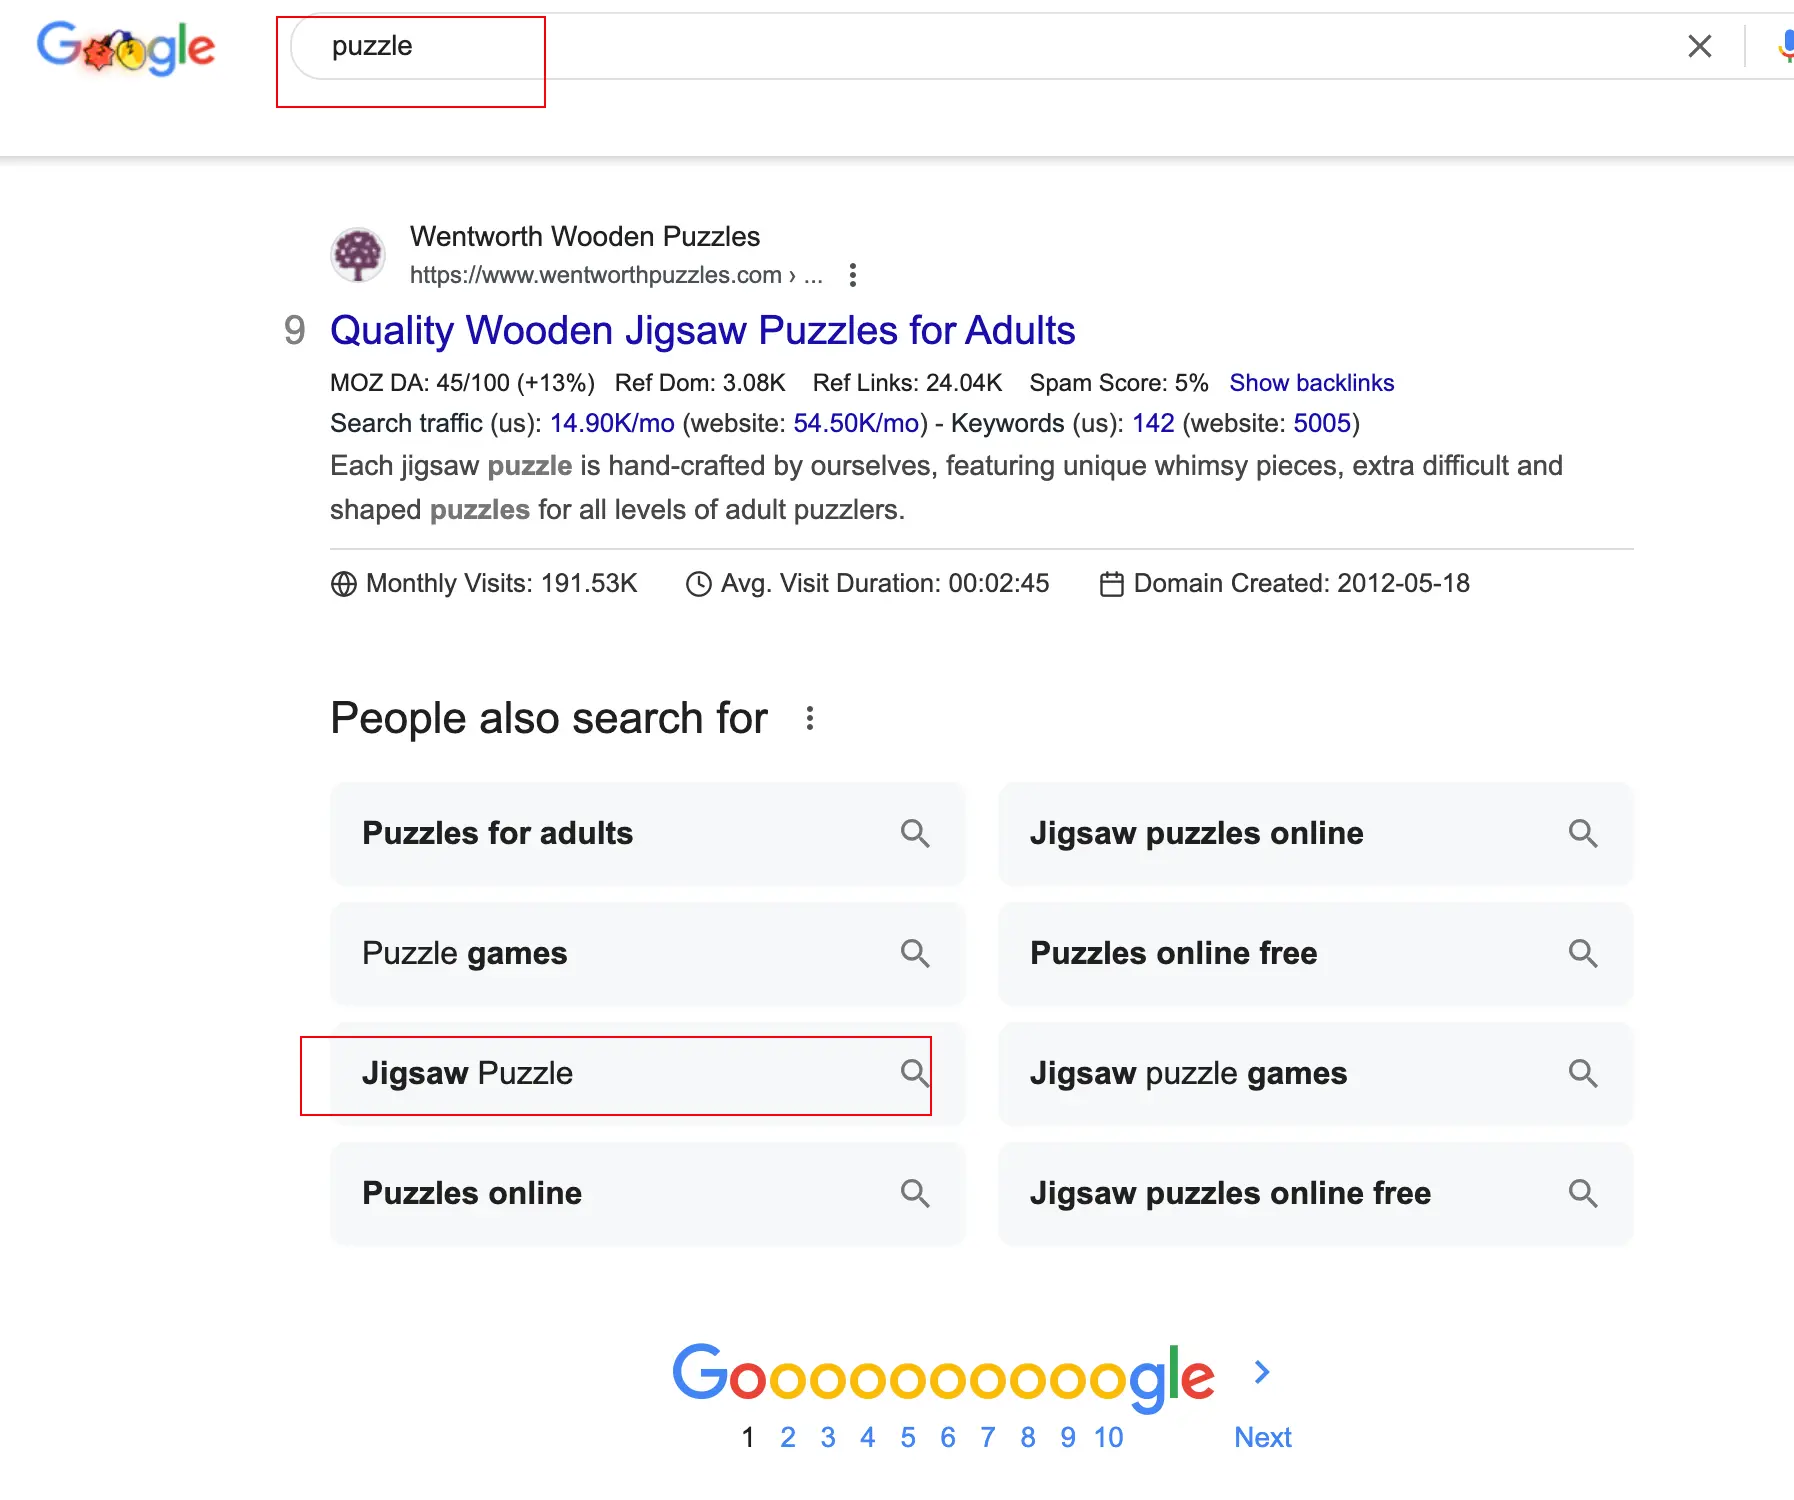 Google
puzzle
Wentworth Wooden Puzzles
https://www.wentworthpuzzles.com › ...
9 Quality Wooden Jigsaw Puzzles for Adults
MOZ DA: 45/100 (+13%) Ref Dom: 3.08K Ref Links: 24.04K Spam Score: 5% Show backlinks
Search traffic (us): 14.90K/mo (website: 54.50K/mo) - Keywords (us): 142 (website: 5005)
Each jigsaw puzzle is hand-crafted by ourselves, featuring unique whimsy pieces, extra difficult and
shaped puzzles for all levels of adult puzzlers.
Monthly Visits: 191.53K Avg. Visit Duration: 00:02:45 Domain Created: 2012-05-18
People also search for
Puzzles for adults
Jigsaw puzzles online
Puzzle games
Puzzles online free
Jigsaw Puzzle
Jigsaw puzzle games
Puzzles online
Jigsaw puzzles online free
Goooooooooogle
1 2 3 4 5 6 7 8 9 10 Next